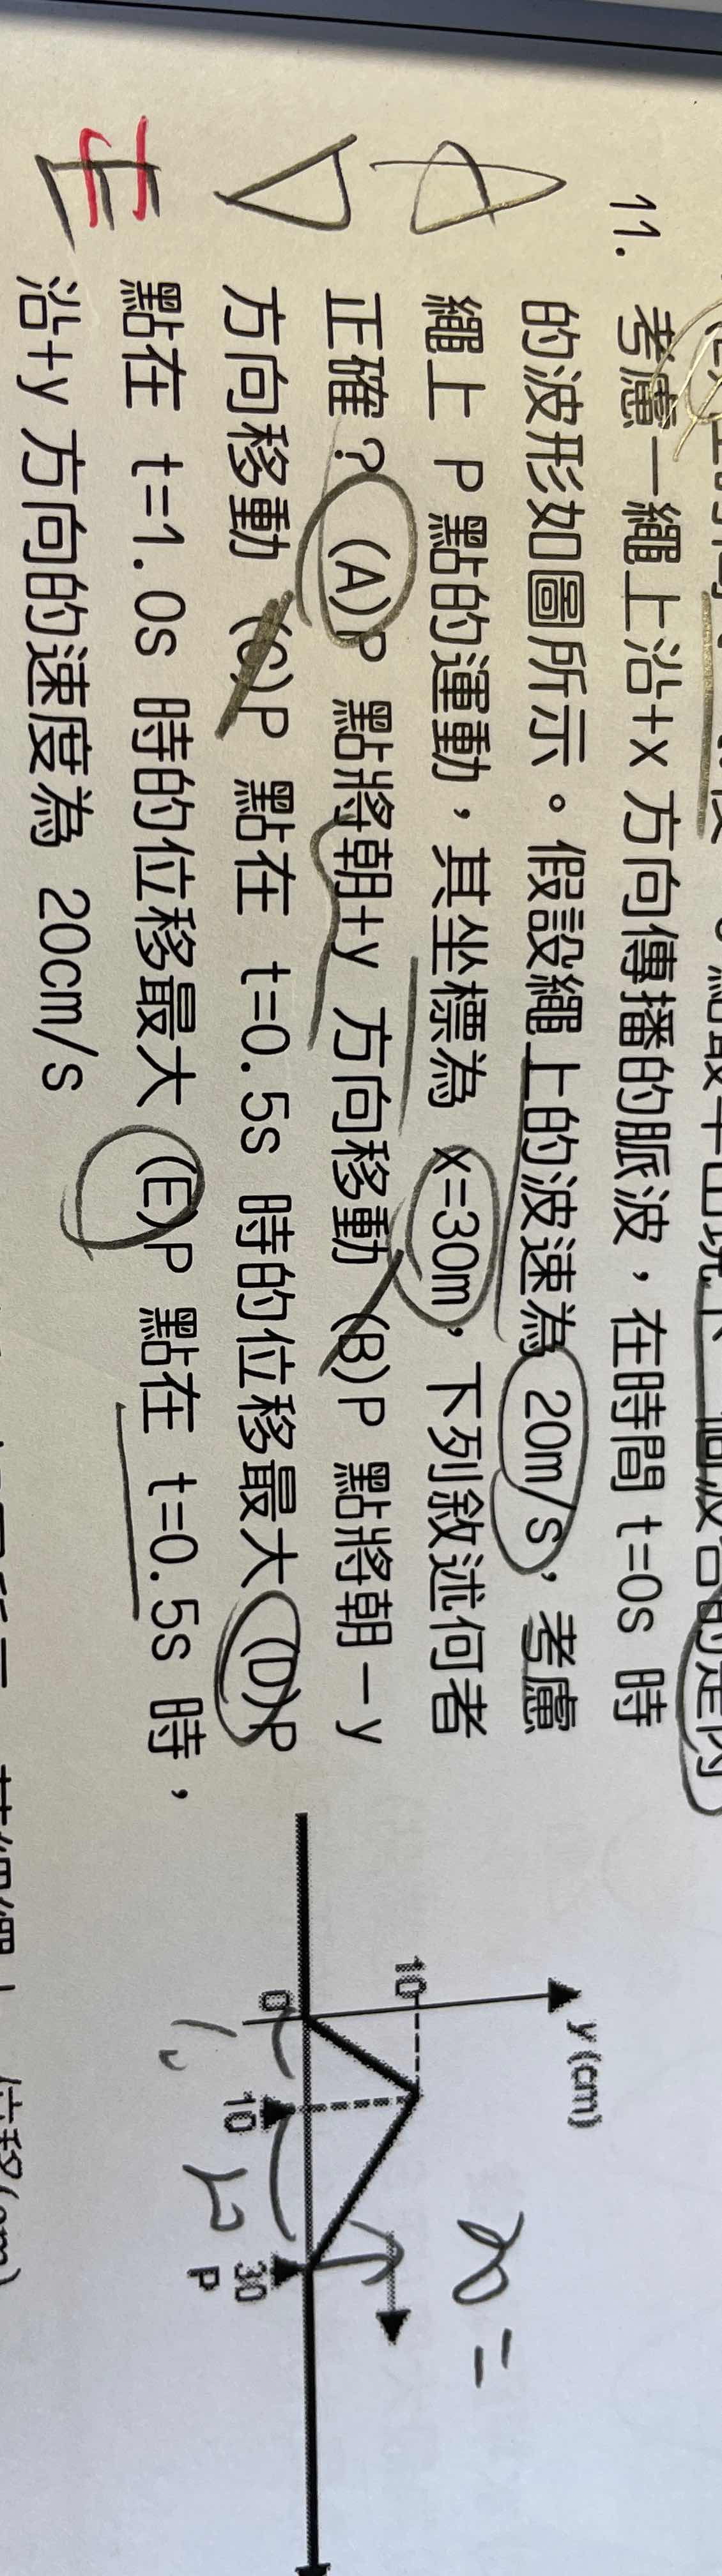 11. 考慮一繩上沿+x 方向傳播的脈波，在時間 t=0s 時
的波形如圖所示。假設繩上的波速為 20m/s，考慮
繩上 P 點的運動，其坐標為 x=30m，下列敘述何者
正確？ (A)P 點將朝+y 方向移動 (B)P 點將朝－y
方向移動 (C)P 點在 t=0.5s 時的位移最大 (D)P
點在 t=1.0s 時的位移最大 (E)P 點在 t=0.5s 時，
沿+y 方向的速度為 20cm/s
A
D
E
y(cm)
10
0
10
30
P